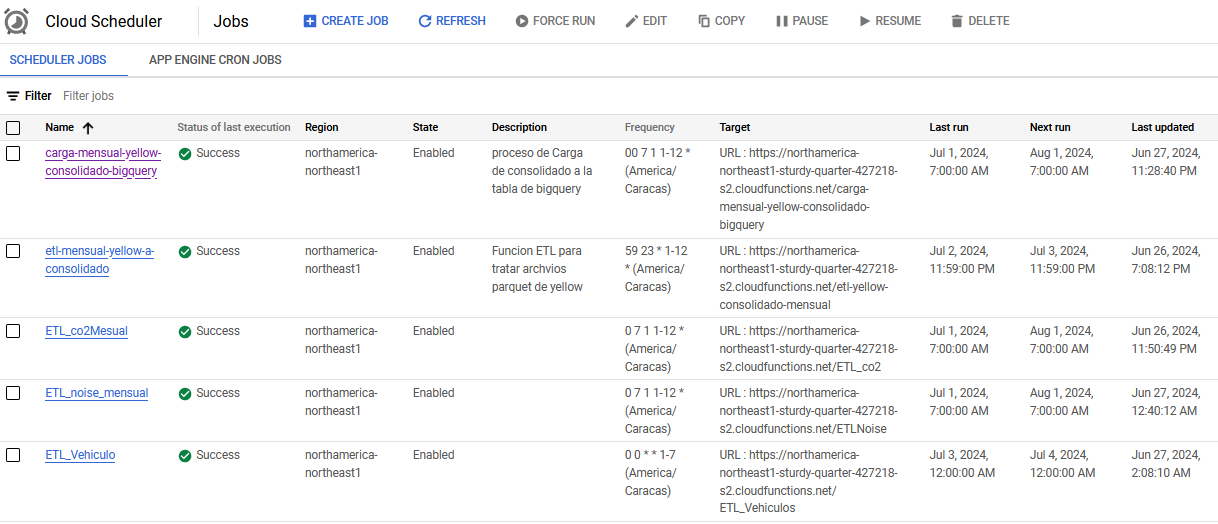 Cloud Scheduler
Jobs
CREATE JOB
REFRESH
FORCE RUN
EDIT
COPY
PAUSE
RESUME
DELETE
SCHEDULER JOBS
APP ENGINE CRON JOBS
Filter
Filter jobs
Name
Status of last execution
Region
State
Description
Frequency
Target
Last run
Next run
Last updated
carga-mensual-yellow-
consolidado-bigquery
Success
northamerica-
northeast1
Enabled
proceso de Carga
de consolidado a la
tabla de bigquery
00 7 1 1-12 *
(America/
Caracas)
URL : https://northamerica-
northeast1-sturdy-quarter-427218-
s2.cloudfunctions.net/carga-
mensual-yellow-consolidado-
bigquery
Jul 1, 2024,
7:00:00 AM
Aug 1, 2024,
7:00:00 AM
Jun 27, 2024,
11:28:40 PM
etl-mensual-yellow-a-
consolidado
Success
northamerica-
northeast1
Enabled
Funcion ETL para
tratar archvios
parquet de yellow
59 23 * 1-12
* (America/
Caracas)
URL : https://northamerica-
northeast1-sturdy-quarter-427218-
s2.cloudfunctions.net/etl-yellow-
consolidado-mensual
Jul 2, 2024,
11:59:00 PM
Jul 3, 2024,
11:59:00 PM
Jun 26, 2024,
7:08:12 PM
ETL_co2Mesual
Success
northamerica-
northeast1
Enabled
0 7 1 1-12 *
(America/
Caracas)
URL : https://northamerica-
northeast1-sturdy-quarter-427218-
s2.cloudfunctions.net/ETL_co2
Jul 1, 2024,
7:00:00 AM
Aug 1, 2024,
7:00:00 AM
Jun 26, 2024,
11:50:49 PM
ETL_noise_mensual
Success
northamerica-
northeast1
Enabled
0 7 1 1-12 *
(America/
Caracas)
URL : https://northamerica-
northeast1-sturdy-quarter-427218-
s2.cloudfunctions.net/ETLNoise
Jul 1, 2024,
7:00:00 AM
Aug 1, 2024,
7:00:00 AM
Jun 27, 2024,
12:40:12 AM
ETL_Vehiculo
Success
northamerica-
northeast1
Enabled
0 0 * * 1-7
(America/
Caracas)
URL : https://northamerica-
northeast1-sturdy-quarter-427218-
s2.cloudfunctions.net/
ETL_Vehiculos
Jul 3, 2024,
12:00:00 AM
Jul 4, 2024,
12:00:00 AM
Jun 27, 2024,
2:08:10 AM